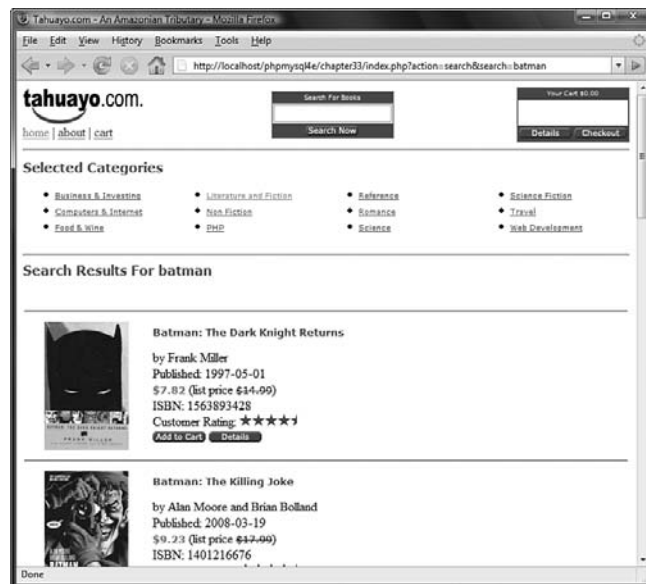 Tahuayo.com - An Amazonian Tributary - Mozilla Firefox
File Edit View History Bookmarks Tools Help
http://localhost/phpmysql4e/chapter33/index.php?action=search&search=batman
tahuayo.com.
home | about | cart
Search For Books
Search Now
Your Cart $0.00
Details Checkout
Selected Categories
Business & Investing Literature and Fiction Reference Science Fiction
Computers & Internet Non Fiction Romance Travel
Food & Wine PHP Science Web Development
Search Results For batman
Batman: The Dark Knight Returns
by Frank Miller
Published: 1997-05-01
$7.82 (list price $14.99)
ISBN: 1563893428
Customer Rating:
Add to Cart Details
FRANK MILLER
Batman: The Killing Joke
by Alan Moore and Brian Bolland
Published: 2008-03-19
$9.23 (list price $17.99)
ISBN: 1401216676
BATMAN
Done